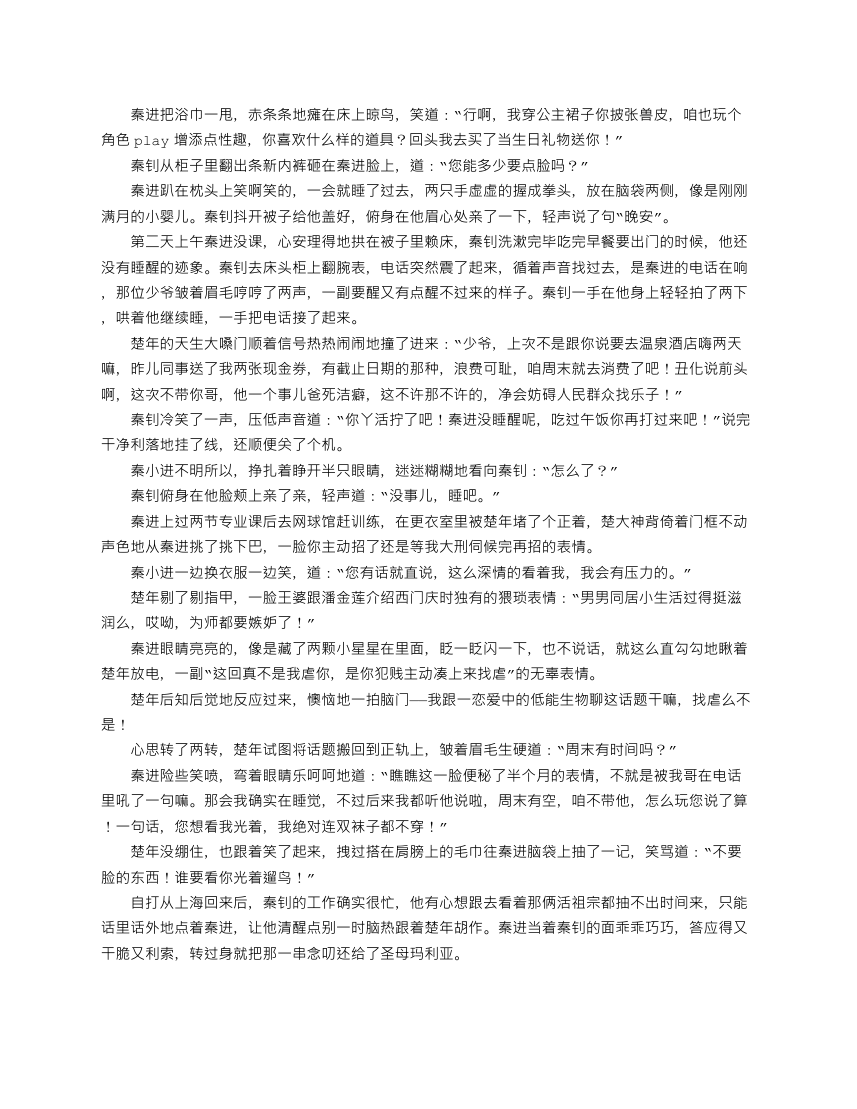 秦进把浴巾一甩，赤条条地瘫在床上晾鸟，笑道：“行啊，我穿公主裙子你披张兽皮，咱也玩个
角色 play 增添点性趣，你喜欢什么样的道具？回头我去买了当生日礼物送你！”
秦钊从柜子里翻出条新内裤砸在秦进脸上，道：“您能多少要点脸吗？”
秦进趴在枕头上笑啊笑的，一会就睡了过去，两只手虚虚的握成拳头，放在脑袋两侧，像是刚刚
满月的小婴儿。秦钊抖开被子给他盖好，俯身在他眉心处亲了一下，轻声说了句“晚安”。
第二天上午秦进没课，心安理得地拱在被子里赖床，秦钊洗漱完毕吃完早餐要出门的时候，他还
没有睡醒的迹象。秦钊去床头柜上翻腕表，电话突然震了起来，循着声音找过去，是秦进的电话在响
，那位少爷皱着眉毛哼哼了两声，一副要醒又有点醒不过来的样子。秦钊一手在他身上轻轻拍了两下
，哄着他继续睡，一手把电话接了起来。
楚年的天生大嗓门顺着信号热热闹闹地撞了进来：“少爷，上次不是跟你说要去温泉酒店嗨两天
嘛，昨儿同事送了我两张现金券，有截止日期的那种，浪费可耻，咱周末就去消费了吧！丑化说前头
啊，这次不带你哥，他一个事儿爸死洁癖，这不许那不许的，净会妨碍人民群众找乐子！”
秦钊冷笑了一声，压低声音道：“你丫活拧了吧！秦进没睡醒呢，吃过午饭你再打过来吧！”说完
干净利落地挂了线，还顺便关了个机。
秦小进不明所以，挣扎着睁开半只眼睛，迷迷糊糊地看向秦钊：“怎么了？”
秦钊俯身在他脸颊上亲了亲，轻声道：“没事儿，睡吧。”
秦进上过两节专业课后去网球馆赶训练，在更衣室里被楚年堵了个正着，楚大神背倚着门框不动
声色地从秦进挑了挑下巴，一脸你主动招了还是等我大刑伺候完再招的表情。
秦小进一边换衣服一边笑，道：“您有话就直说，这么深情的看着我，我会有压力的。”
楚年剔了剔指甲，一脸王婆跟潘金莲介绍西门庆时独有的猥琐表情：“男男同居小生活过得挺滋
润么，哎呦，为师都要嫉妒了！”
秦进眼睛亮亮的，像是藏了两颗小星星在里面，眨一眨闪一下，也不说话，就这么直勾勾地瞅着
楚年放电，一副“这回真不是我虐你，是你犯贱主动凑上来找虐”的无辜表情。
楚年后知后觉地反应过来，懊恼地一拍脑门——我跟一恋爱中的低能生物聊这话题干嘛，找虐么不
是！
心思转了两转，楚年试图将话题搬回到正轨上，皱着眉毛生硬道：“周末有时间吗？”
秦进险些笑喷，弯着眼睛乐呵呵地道：“瞧瞧这一脸便秘了半个月的表情，不就是被我哥在电话
里吼了一句嘛。那会我确实在睡觉，不过后来我都听他说啦，周末有空，咱不带他，怎么玩您说了算
！一句话，您想看我光着，我绝对连双袜子都不穿！”
楚年没绷住，也跟着笑了起来，拽过搭在肩膀上的毛巾往秦进脑袋上抽了一记，笑骂道：“不要
脸的东西！谁要看你光着遛鸟！”
自打从上海回来后，秦钊的工作确实很忙，他有心想跟去看着那俩活祖宗都抽不出时间来，只能
话里话外地点着秦进，让他清醒点别一时脑热跟着楚年胡作。秦进当着秦钊的面乖乖巧巧，答应得又
干脆又利索，转过身就把那一串念叨还给了圣母玛利亚。